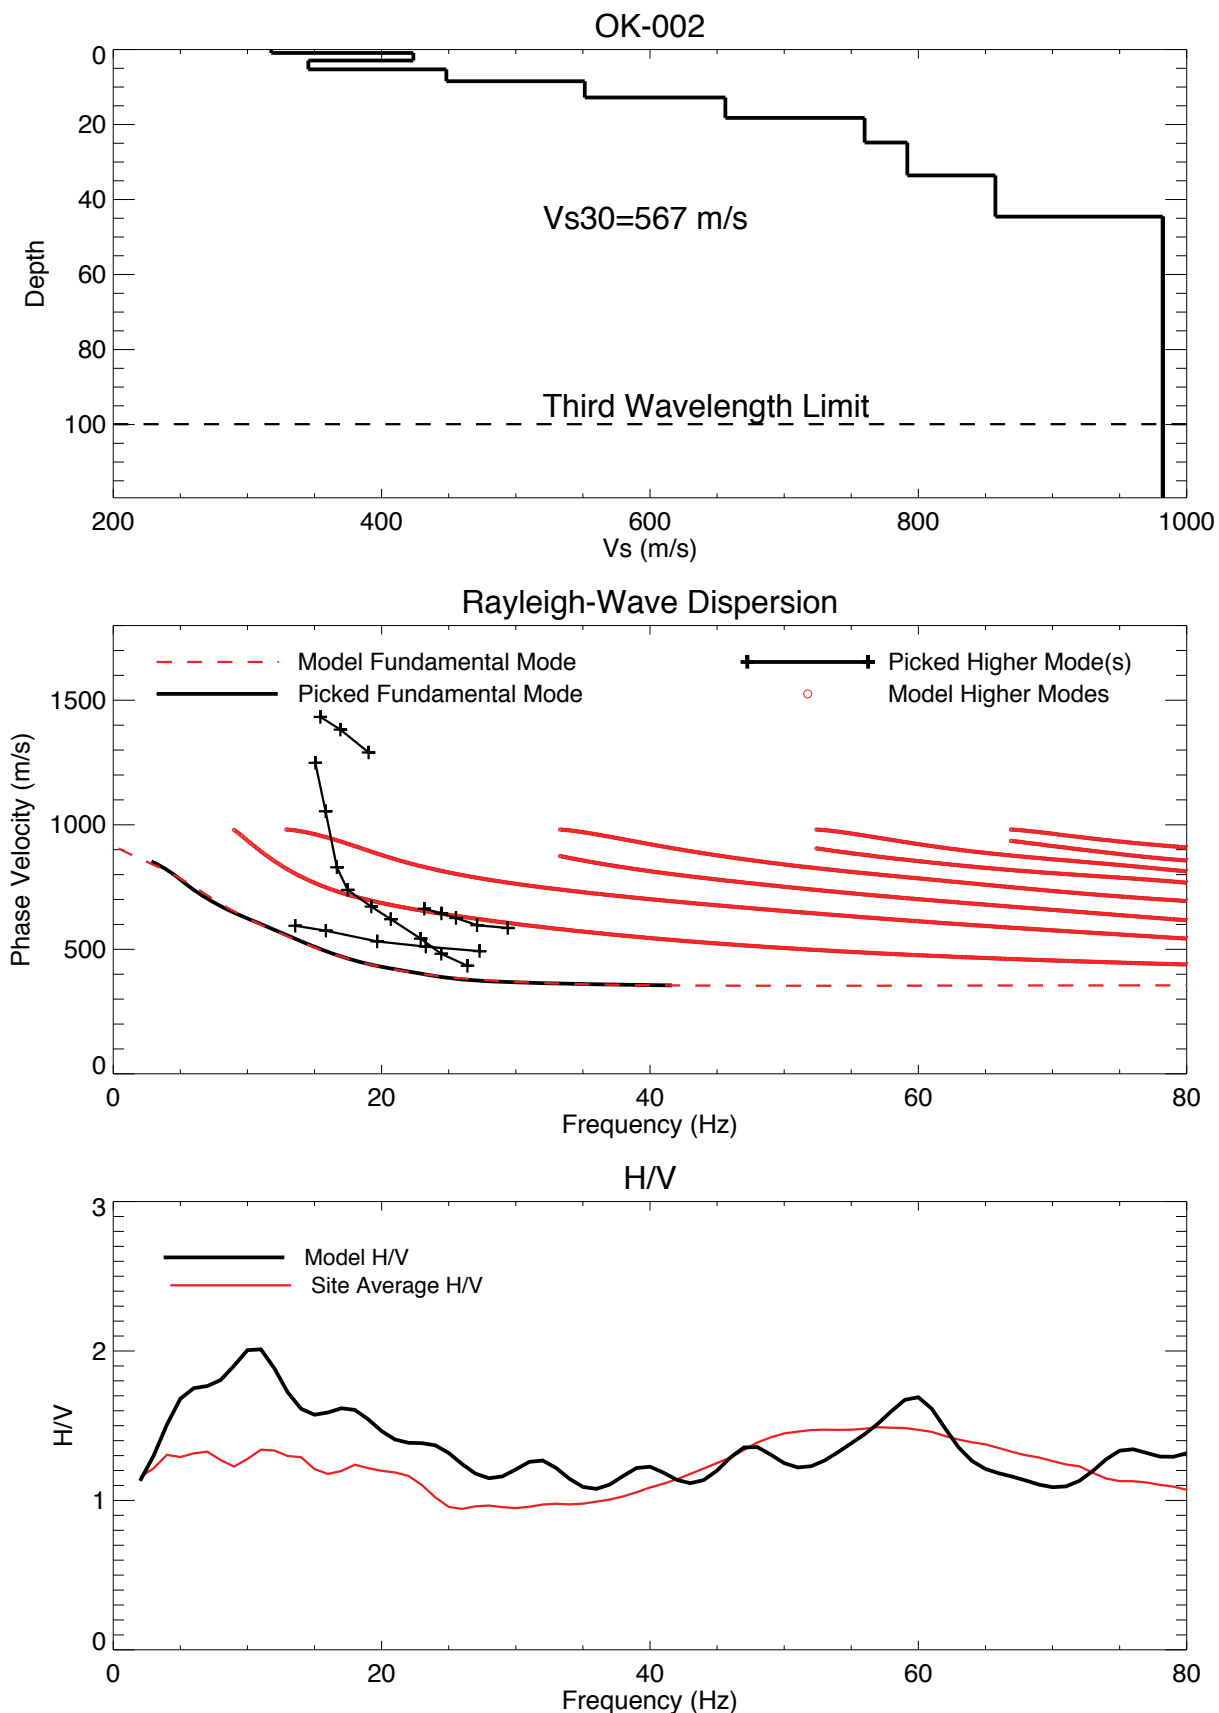 OK-002
0
20
40
60
80
100
Depth
Vs30=567 m/s
Third Wavelength Limit
200 400 600 800 1000
Vs (m/s)
Rayleigh-Wave Dispersion
Model Fundamental Mode
Picked Fundamental Mode
Picked Higher Mode(s)
Model Higher Modes
1500
1000
500
0
Phase Velocity (m/s)
0 20 40 60 80
Frequency (Hz)
H/V
Model H/V
Site Average H/V
3
2
1
0
H/V
0 20 40 60 80
Frequency (Hz)